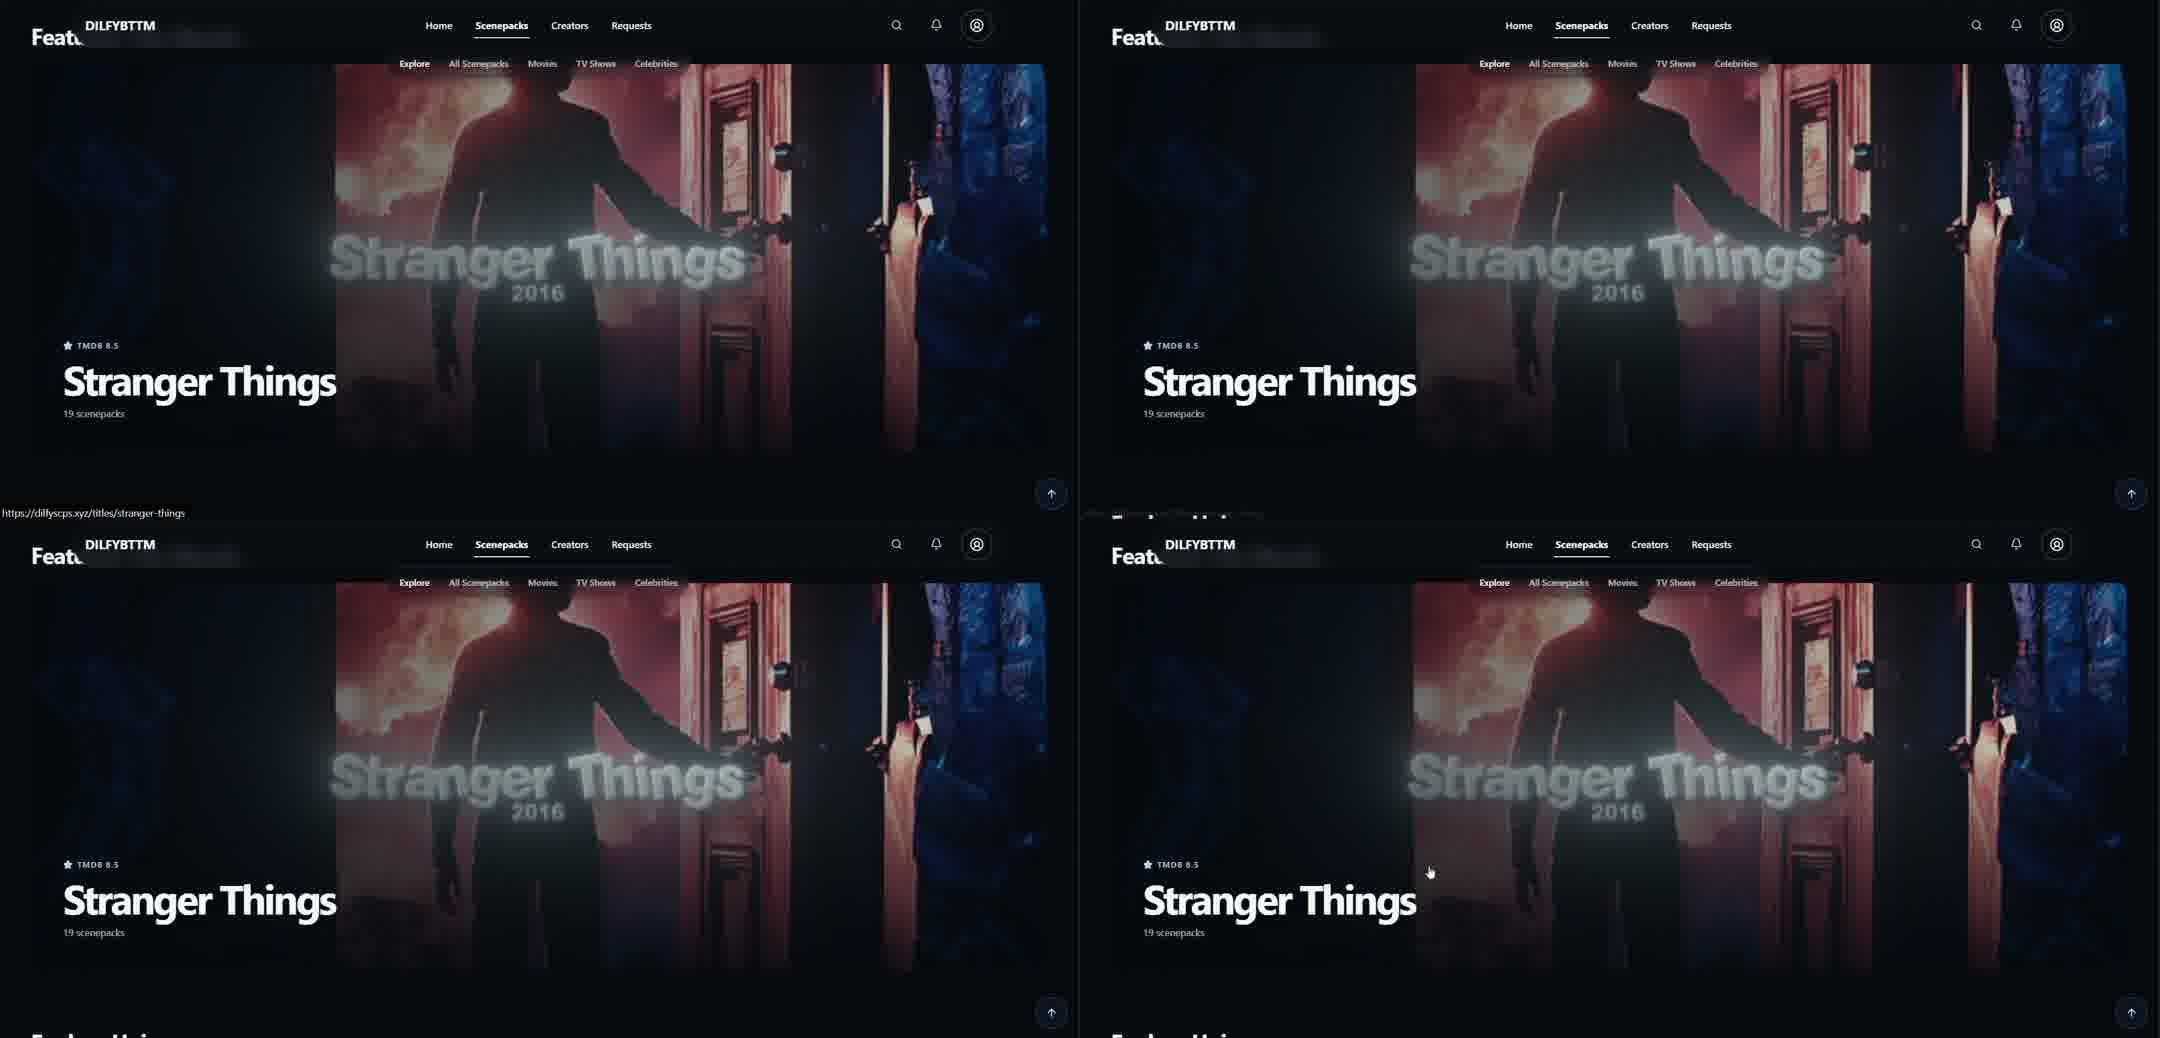 DILFYBTTM Home Scenepacks Creators Requests
Featu
Explore All Scenepacks Movies TV Shows Celebrities
Stranger Things
2016
TMDB 8.5
Stranger Things
19 scenepacks
https://dilfyscps.xyz/titles/stranger-things
DILFYBTTM Home Scenepacks Creators Requests
Featu
Explore All Scenepacks Movies TV Shows Celebrities
Stranger Things
2016
TMDB 8.5
Stranger Things
19 scenepacks
DILFYBTTM Home Scenepacks Creators Requests
Featu
Explore All Scenepacks Movies TV Shows Celebrities
Stranger Things
2016
TMDB 8.5
Stranger Things
19 scenepacks
DILFYBTTM Home Scenepacks Creators Requests
Featu
Explore All Scenepacks Movies TV Shows Celebrities
Stranger Things
2016
TMDB 8.5
Stranger Things
19 scenepacks